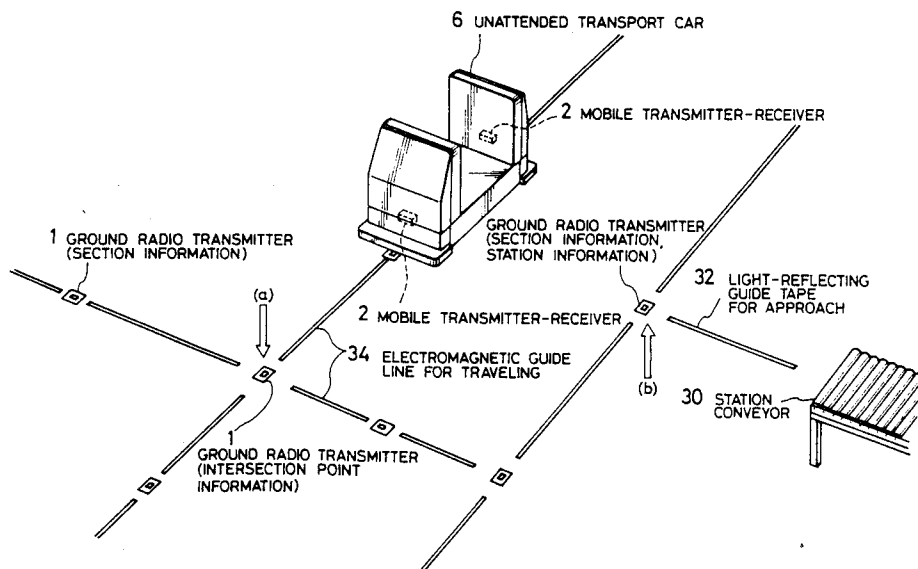 6 UNATTENDED TRANSPORT CAR
2 MOBILE TRANSMITTER-RECEIVER
1 GROUND RADIO TRANSMITTER
(SECTION INFORMATION)
GROUND RADIO TRANSMITTER
(SECTION INFORMATION,
STATION INFORMATION)
(a)
32 LIGHT-REFLECTING
GUIDE TAPE
FOR APPROACH
2 MOBILE TRANSMITTER-RECEIVER
34 ELECTROMAGNETIC GUIDE
LINE FOR TRAVELING
(b)
30 STATION
CONVEYOR
1
GROUND RADIO TRANSMITTER
(INTERSECTION POINT
INFORMATION)